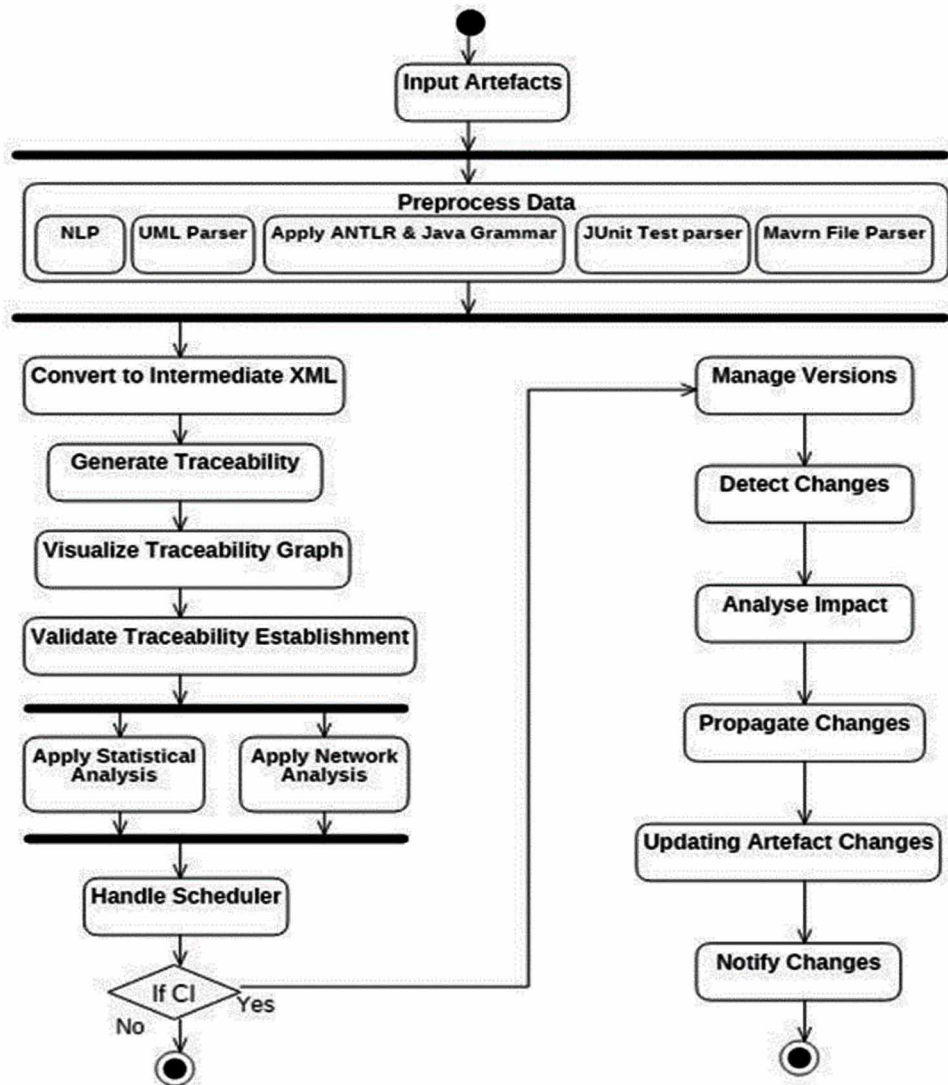 Input Artefacts
Preprocess Data
NLP
UML Parser
Apply ANTLR & Java Grammar
JUnit Test parser
Mavrn File Parser
Convert to Intermediate XML
Generate Traceability
Visualize Traceability Graph
Validate Traceability Establishment
Apply Statistical
Analysis
Apply Network
Analysis
Handle Scheduler
If CI
Yes
No
Manage Versions
Detect Changes
Analyse Impact
Propagate Changes
Updating Artefact Changes
Notify Changes